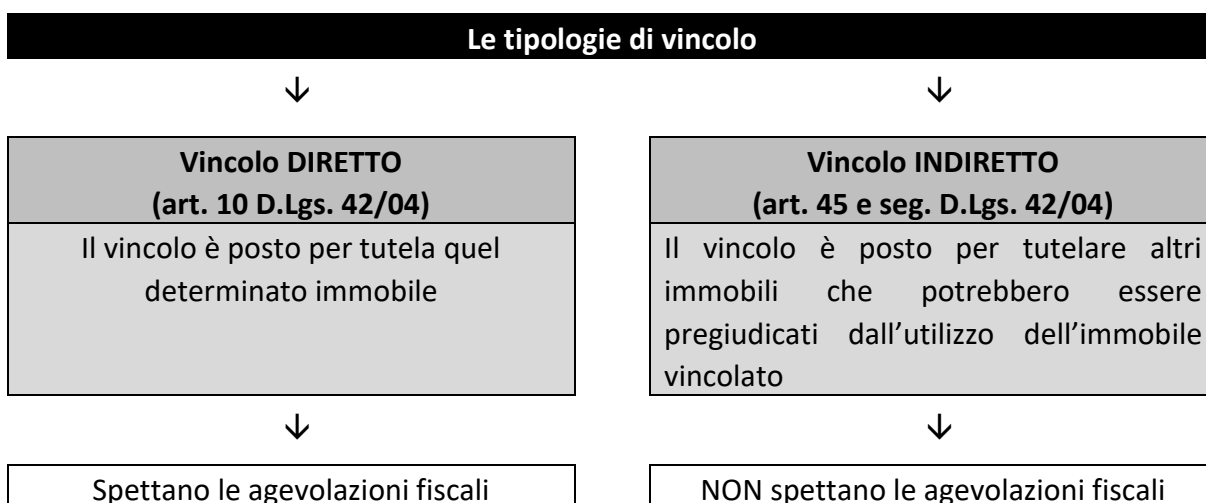 Le tipologie di vincolo
↓ ↓
Vincolo DIRETTO
(art. 10 D.Lgs. 42/04)
Il vincolo è posto per tutela quel
determinato immobile
↓
Spettano le agevolazioni fiscali
Vincolo INDIRETTO
(art. 45 e seg. D.Lgs. 42/04)
Il vincolo è posto per tutelare altri
immobili che potrebbero essere
pregiudicati dall’utilizzo dell’immobile
vincolato
↓
NON spettano le agevolazioni fiscali